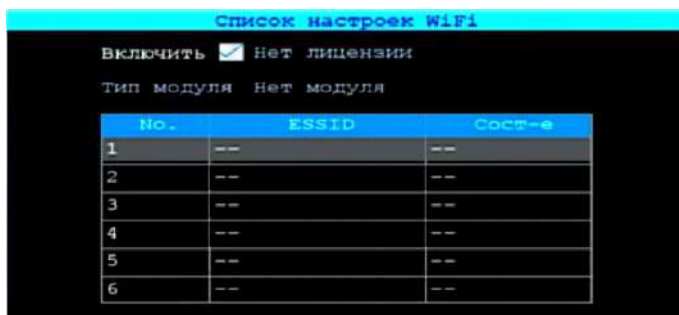 Список настроек WiFi
Включить Нет лицензии
Тип модуля Нет модуля
No. ESSID Сост-е
1 -- --
2 -- --
3 -- --
4 -- --
5 -- --
6 -- --